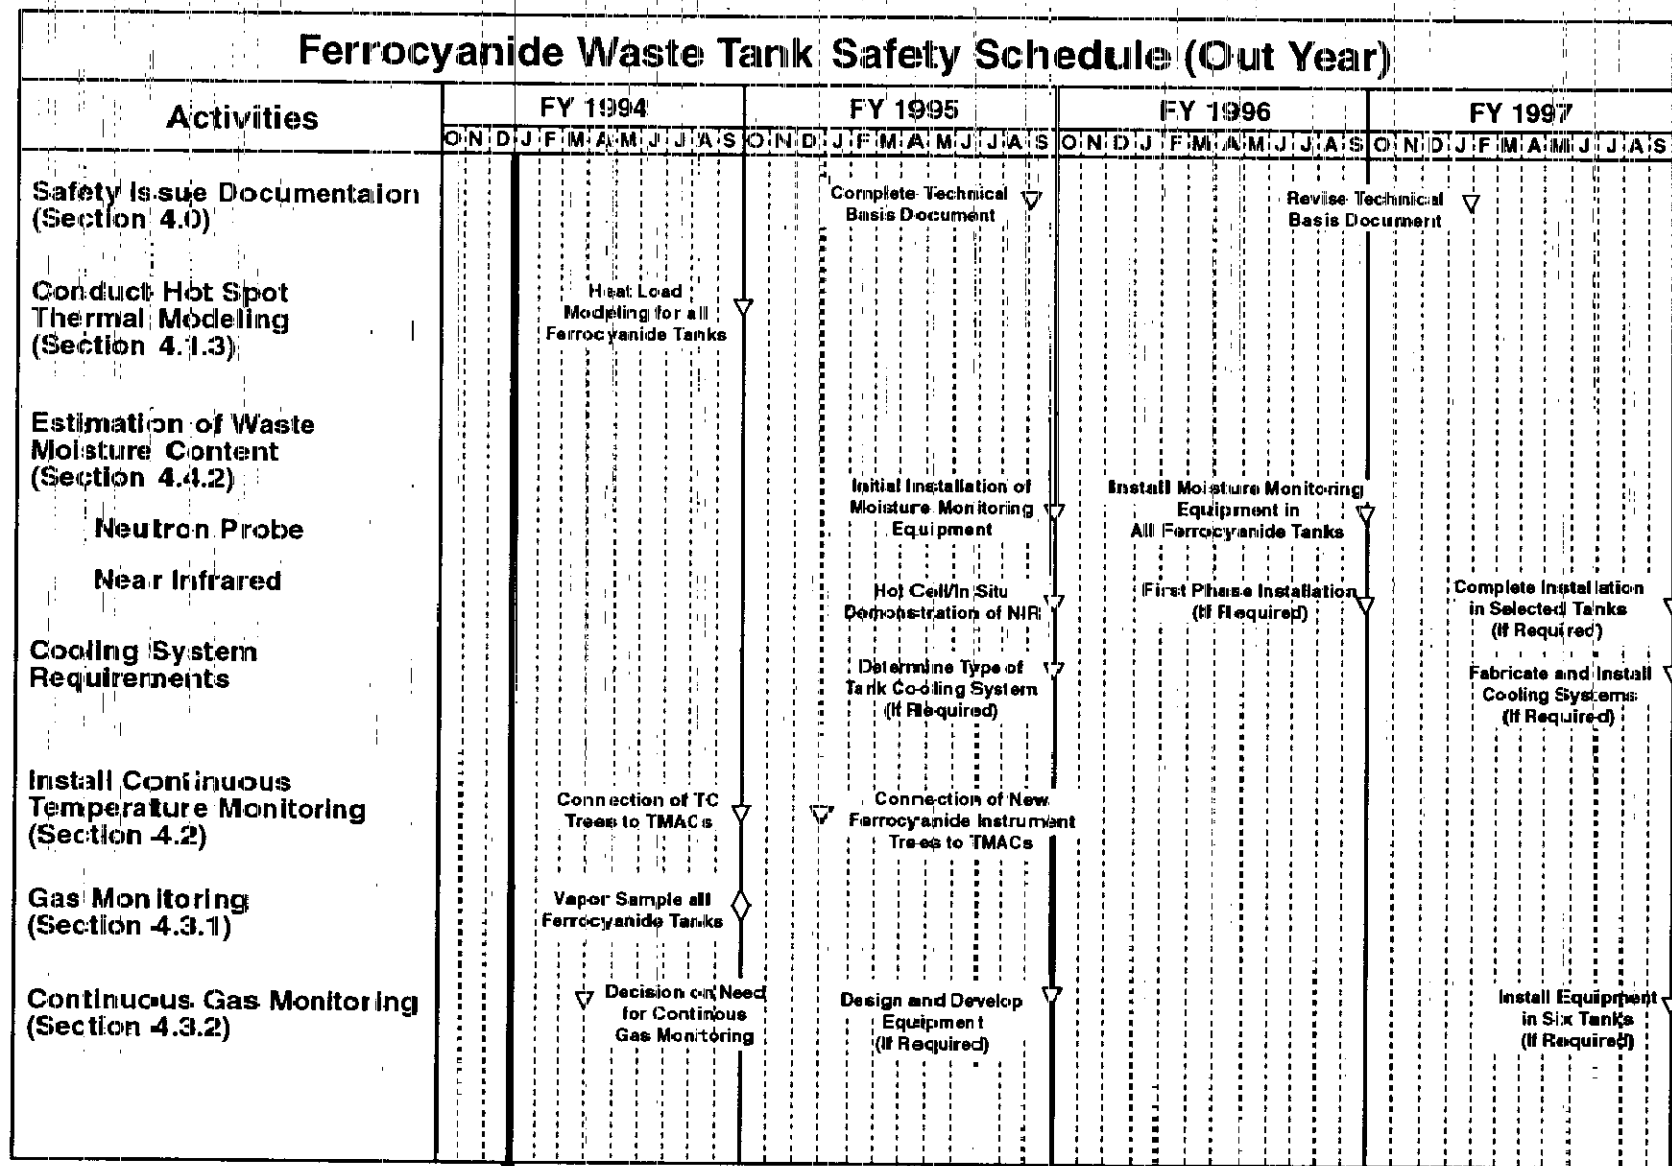 Ferrocyanide Waste Tank Safety Schedule (Out Year)
Activities
FY 1994
FY 1995
FY 1996
FY 1997
O N D J F M A M J J A S O N D J F M A M J J A S O N D J F M A M J J A S O N D J F M A M J J A S
Safety Issue Documentaion
(Section 4.0)
Complete Technical
Basis Document
Revise Technical
Basis Document
Conduct Hot Spot
Thermal Modeling
(Section 4.1.3)
Heat Load
Modeling for all
Ferrocyanide Tanks
Estimation of Waste
Moisture Content
(Section 4.4.2)
Neutron Probe
Initial Installation of
Moisture Monitoring
Equipment
Install Moisture Monitoring
Equipment in
All Ferrocyanide Tanks
Near Infrared
Hot Cell/In Situ
Demonstration of NIR
First Phase Installation
(If Required)
Complete Installation
in Selected Tanks
(If Required)
Cooling System
Requirements
Determine Type of
Tank Cooling System
(If Required)
Fabricate and Install
Cooling Systems
(If Required)
Install Continuous
Temperature Monitoring
(Section 4.2)
Connection of TC
Trees to TMACs
Connection of New
Ferrocyanide Instrument
Trees to TMACs
Gas Monitoring
(Section 4.3.1)
Vapor Sample all
Ferrocyanide Tanks
Continuous Gas Monitoring
(Section 4.3.2)
Decision on Need
for Continous
Gas Monitoring
Design and Develop
Equipment
(If Required)
Install Equipment
in Six Tanks
(If Required)